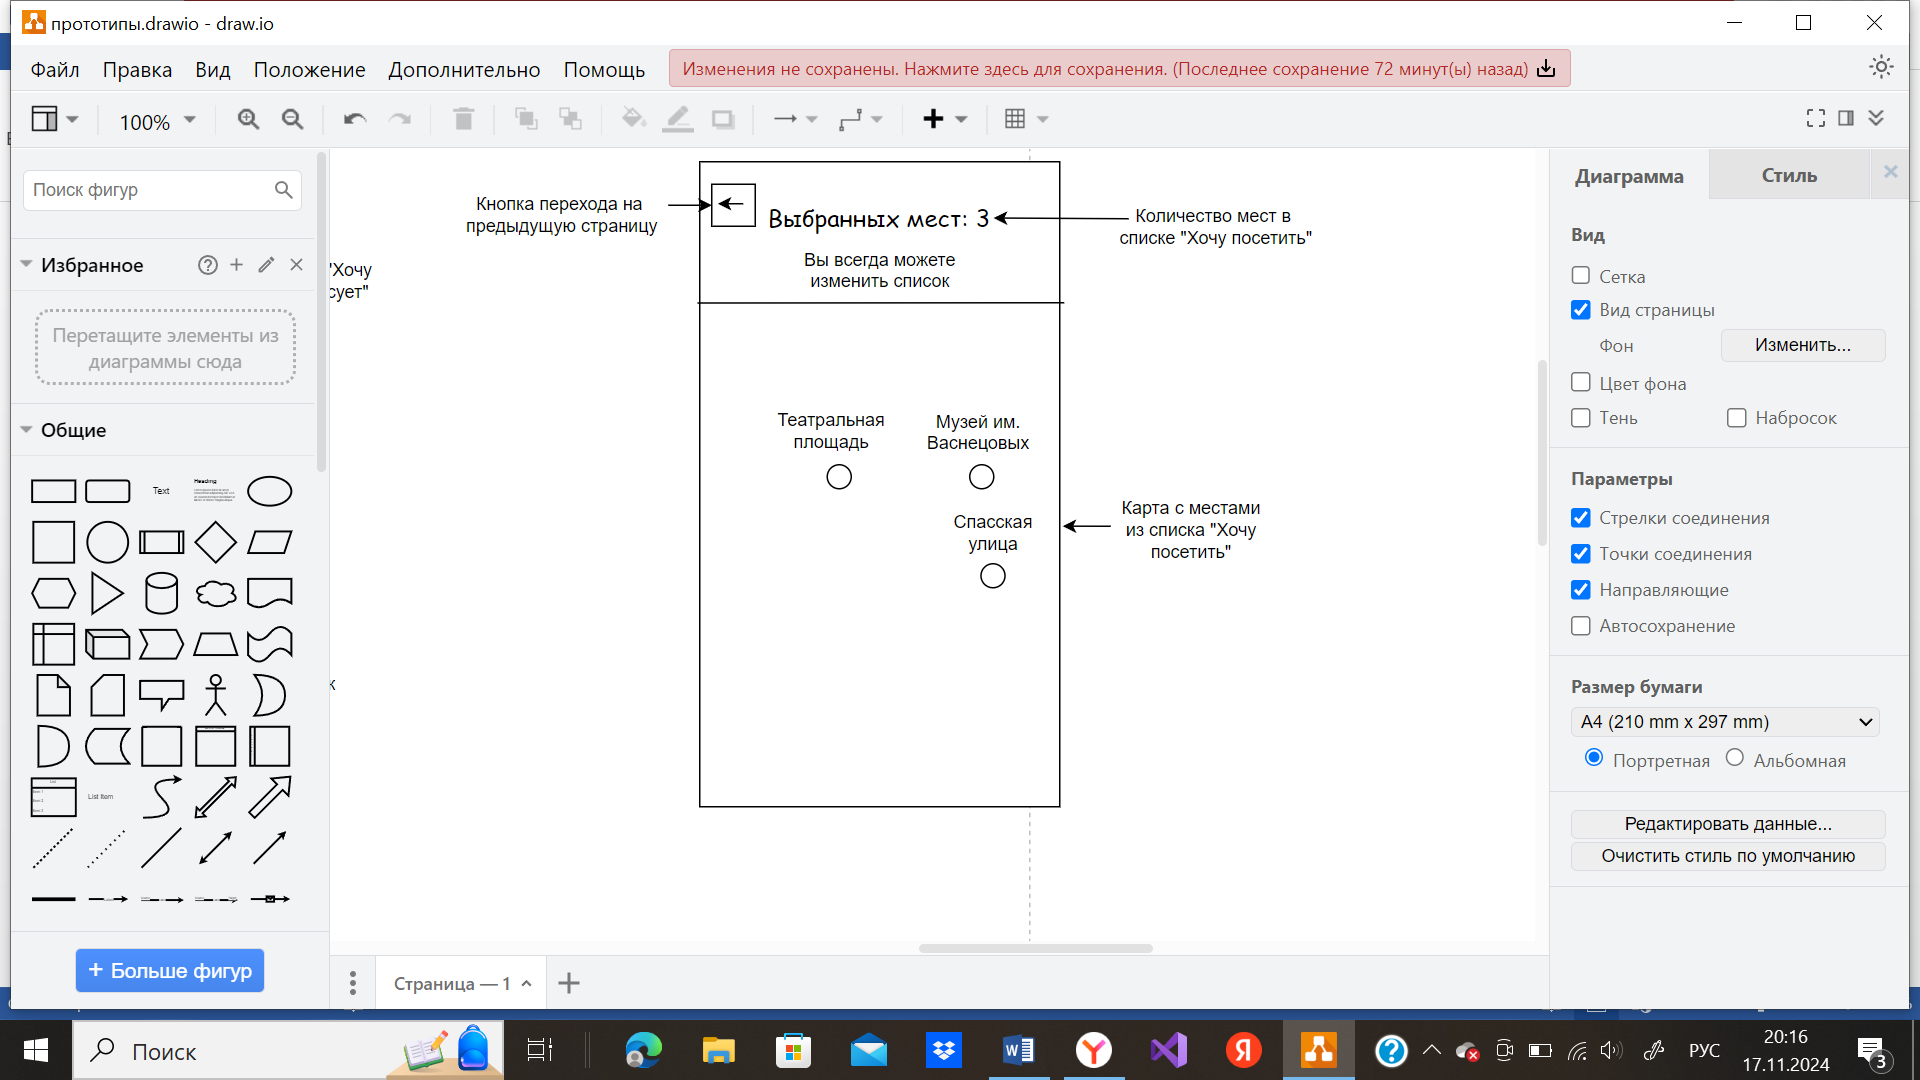 прототипы.drawio - draw.io
Файл Правка Вид Положение Дополнительно Помощь
Изменения не сохранены. Нажмите здесь для сохранения. (Последнее сохранение 72 минут(ы) назад)
100%
Поиск фигур
Избранное
Перетащите элементы из
диаграммы сюда
Общие
Text
Heading
List Item
+ Больше фигур
"Хочу
сует"
к
Кнопка перехода на
предыдущую страницу
Выбранных мест: 3
Вы всегда можете
изменить список
Количество мест в
списке "Хочу посетить"
Театральная
площадь
Музей им.
Васнецовых
Спасская
улица
Карта с местами
из списка "Хочу
посетить"
Страница — 1
Диаграмма
Стиль
Вид
Сетка
Вид страницы
Фон
Изменить...
Цвет фона
Тень
Набросок
Параметры
Стрелки соединения
Точки соединения
Направляющие
Автосохранение
Размер бумаги
A4 (210 mm x 297 mm)
Портретная
Альбомная
Редактировать данные...
Очистить стиль по умолчанию
Поиск
РУС
20:16
17.11.2024
3